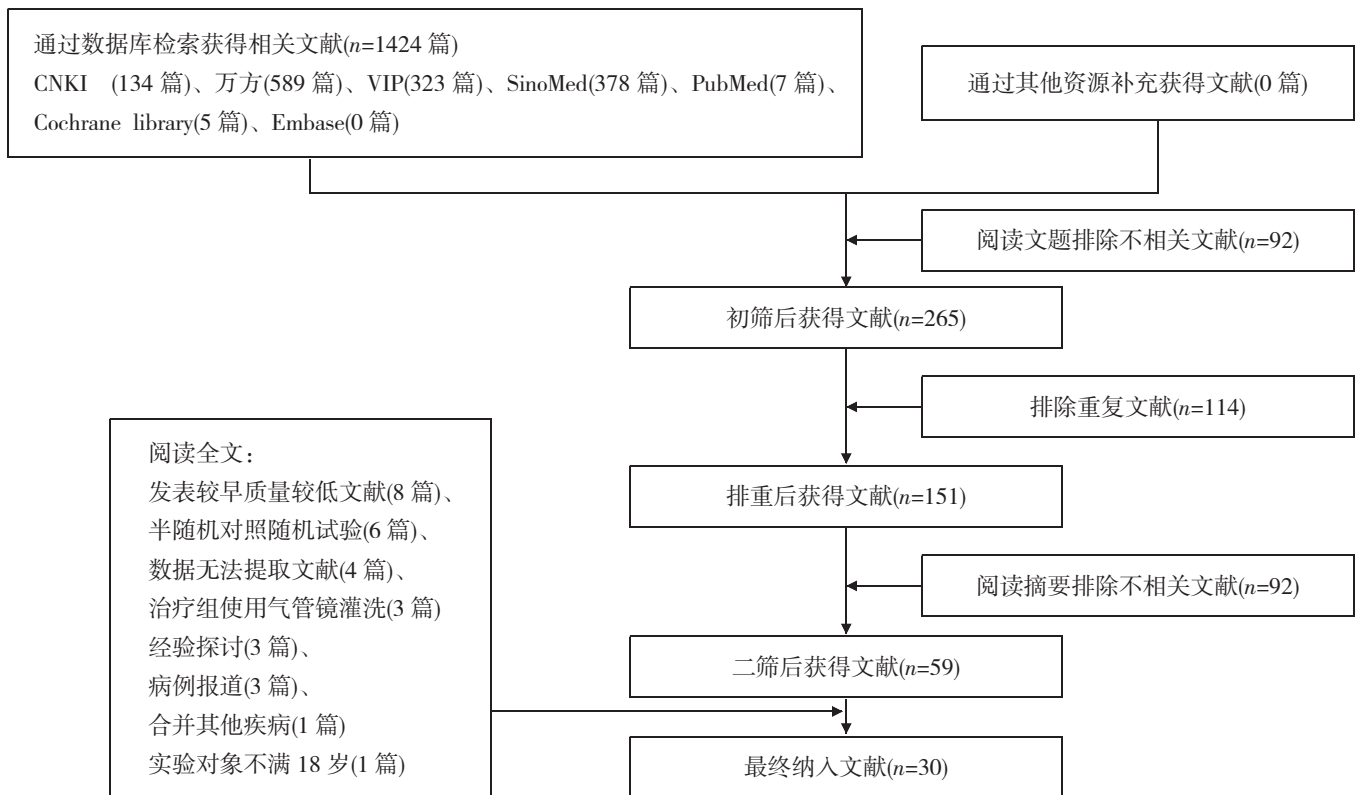 通过数据库检索获得相关文献(n=1424 篇)
CNKI (134 篇)、万方(589 篇)、VIP(323 篇)、SinoMed(378 篇)、PubMed(7 篇)、
Cochrane library(5 篇)、Embase(0 篇)
通过其他资源补充获得文献(0 篇)
阅读文题排除不相关文献(n=92)
初筛后获得文献(n=265)
排除重复文献(n=114)
排重后获得文献(n=151)
阅读摘要排除不相关文献(n=92)
二筛后获得文献(n=59)
阅读全文：
发表较早质量较低文献(8 篇)、
半随机对照随机试验(6 篇)、
数据无法提取文献(4 篇)、
治疗组使用气管镜灌洗(3 篇)
经验探讨(3 篇)、
病例报道(3 篇)、
合并其他疾病(1 篇)
实验对象不满 18 岁(1 篇)
最终纳入文献(n=30)